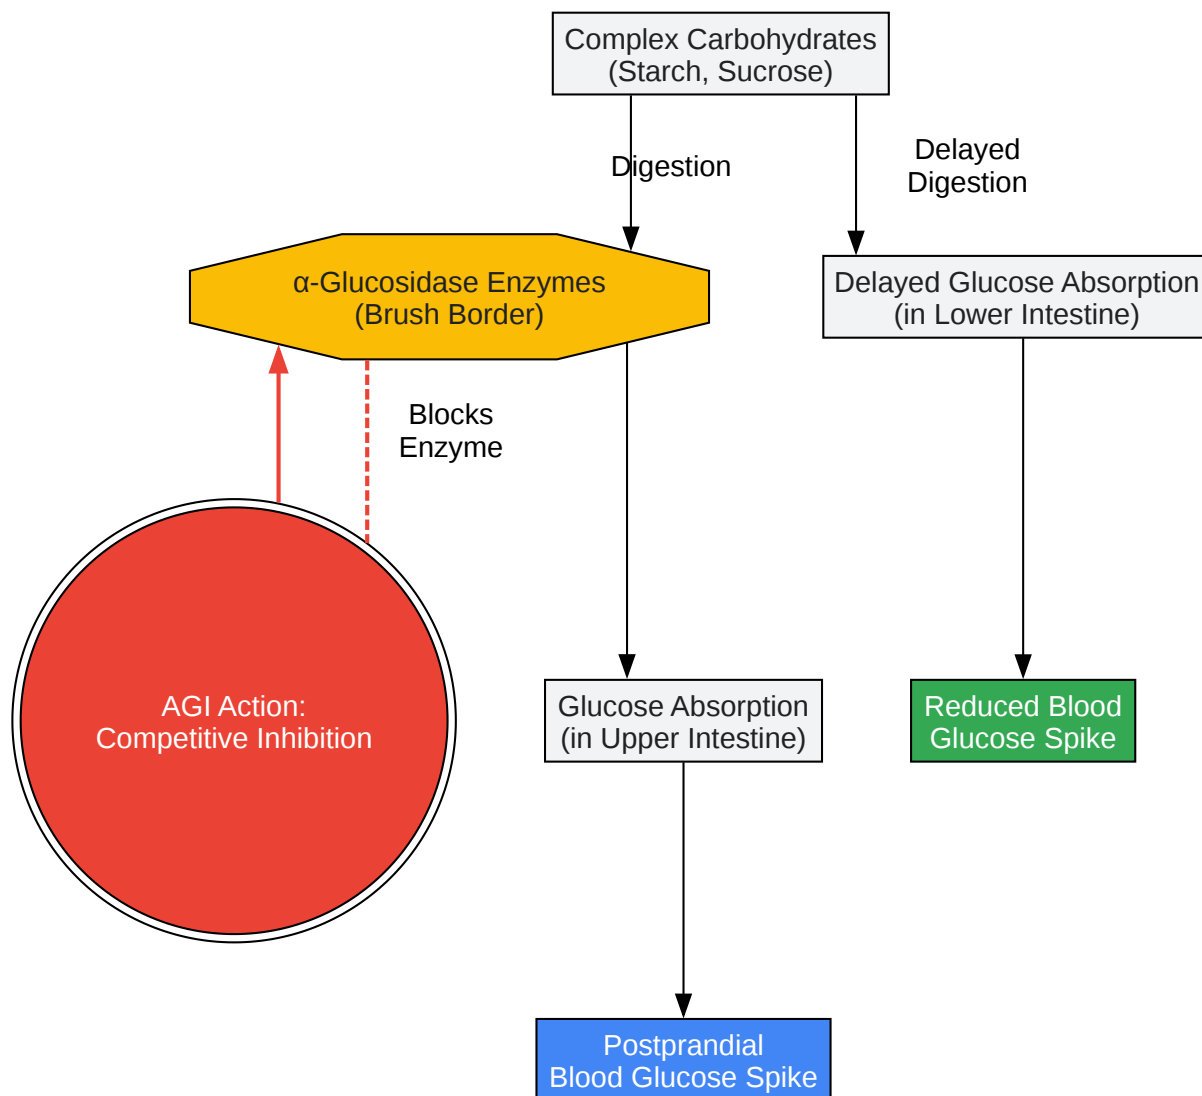 Complex Carbohydrates
(Starch, Sucrose)
Digestion
Delayed
Digestion
α-Glucosidase Enzymes
(Brush Border)
Delayed Glucose Absorption
(in Lower Intestine)
Blocks
Enzyme
AGI Action:
Competitive Inhibition
Glucose Absorption
(in Upper Intestine)
Reduced Blood
Glucose Spike
Postprandial
Blood Glucose Spike